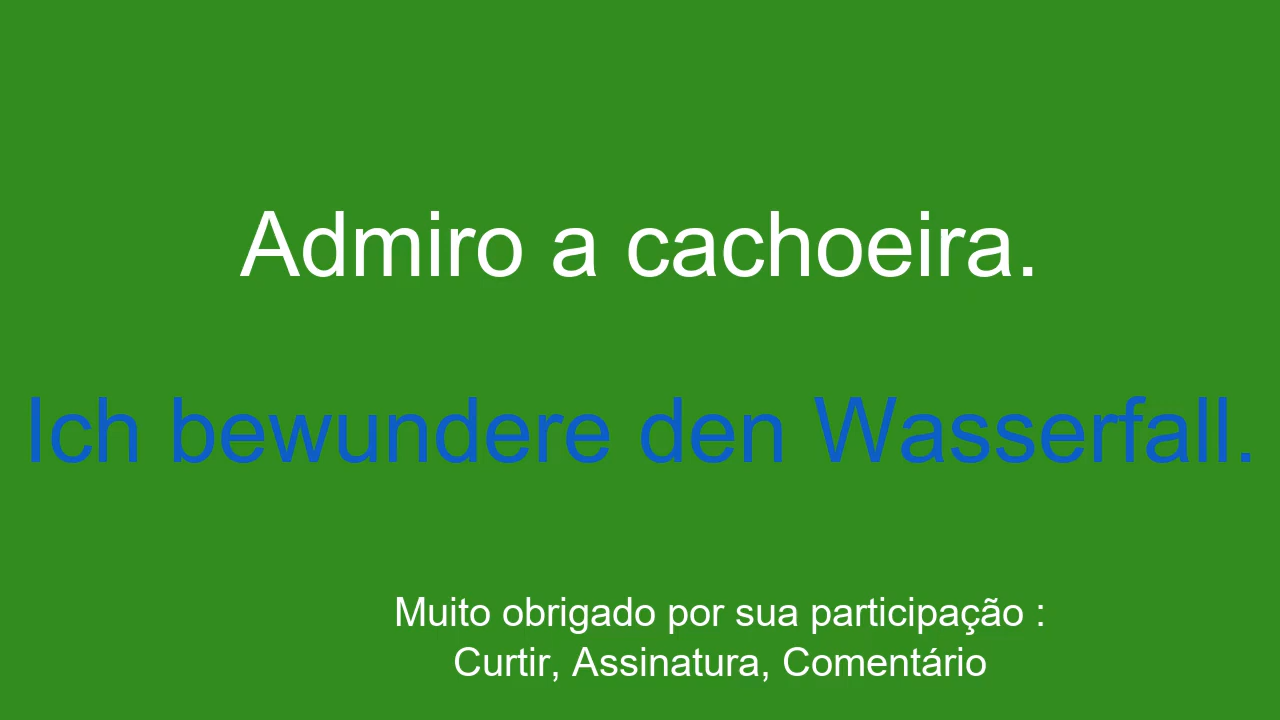 Admiro a cachoeira.
Ich bewundere den Wasserfall.
Muito obrigado por sua participação :
Curtir, Assinatura, Comentário